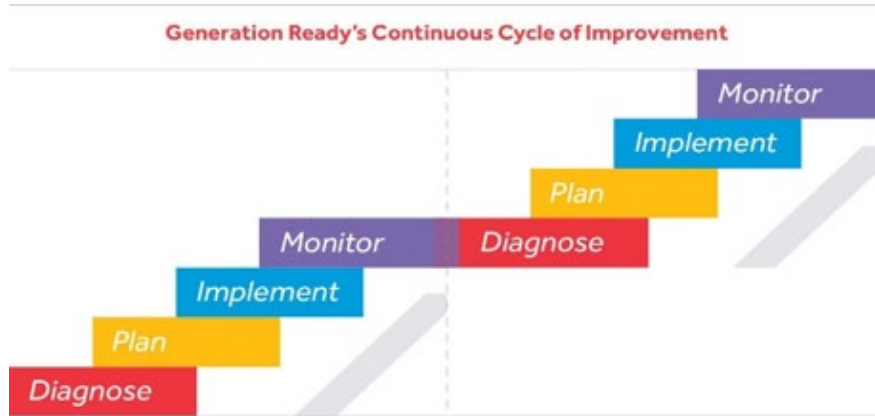 Generation Ready's Continuous Cycle of Improvement
Monitor
Implement
Plan
Monitor
Diagnose
Implement
Plan
Diagnose